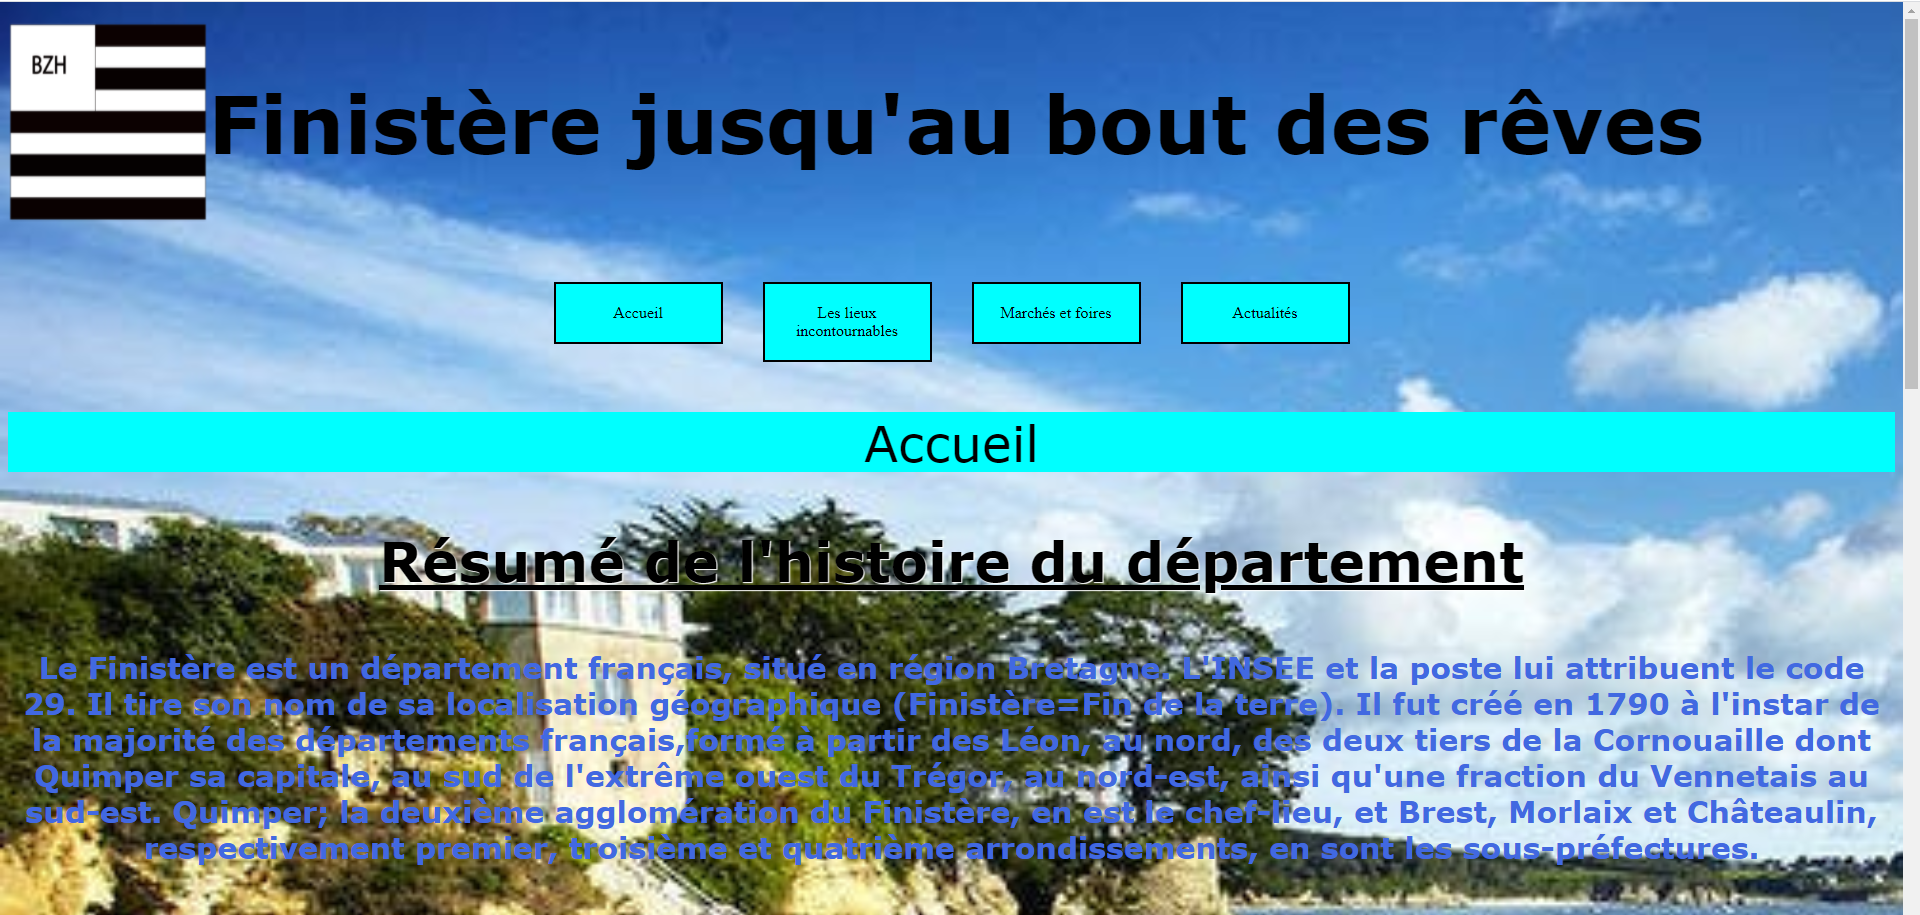 BZH
Finistère jusqu'au bout des rêves
Accueil
Les lieux
incontournables
Marchés et foires
Actualités
Accueil
Résumé de l'histoire du département
Le Finistère est un département français, situé en région Bretagne. L'INSEE et la poste lui attribuent le code
29. Il tire son nom de sa localisation géographique (Finistère=Fin de la terre). Il fut créé en 1790 à l'instar de
la majorité des départements français,formé à partir des Léon, au nord, des deux tiers de la Cornouaille dont
Quimper sa capitale, au sud de l'extrême ouest du Trégor, au nord-est, ainsi qu'une fraction du Vennetais au
sud-est. Quimper; la deuxième agglomération du Finistère, en est le chef-lieu, et Brest, Morlaix et Châteaulin,
respectivement premier, troisième et quatrième arrondissements, en sont les sous-préfectures.